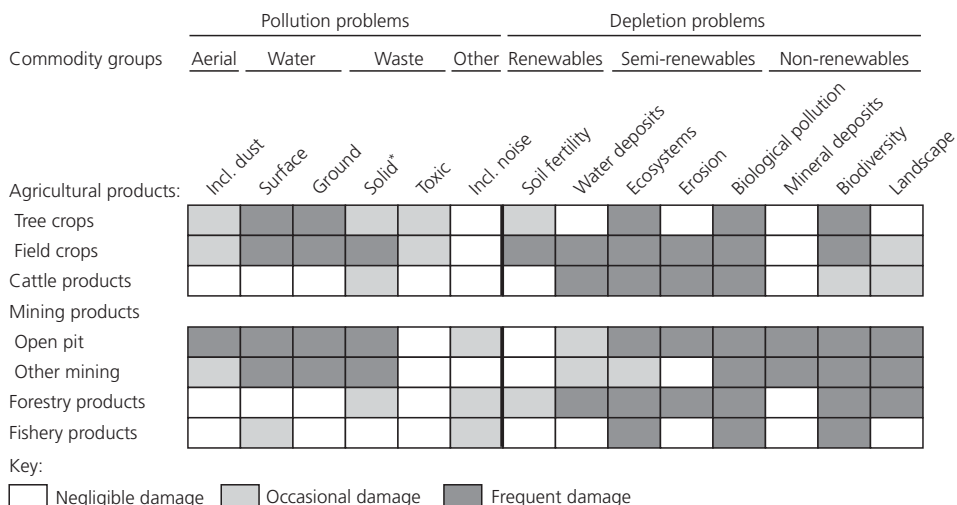 Pollution problems Depletion problems
Commodity groups Aerial Water Waste Other Renewables Semi-renewables Non-renewables
Agricultural products: Incl. dust Surface Ground Solid* Toxic Incl. noise Soil fertility Water deposits Ecosystems Erosion Biological pollution Mineral deposits Biodiversity Landscape
Tree crops
Field crops
Cattle products
Mining products
Open pit
Other mining
Forestry products
Fishery products
Key:
Negligible damage Occasional damage Frequent damage